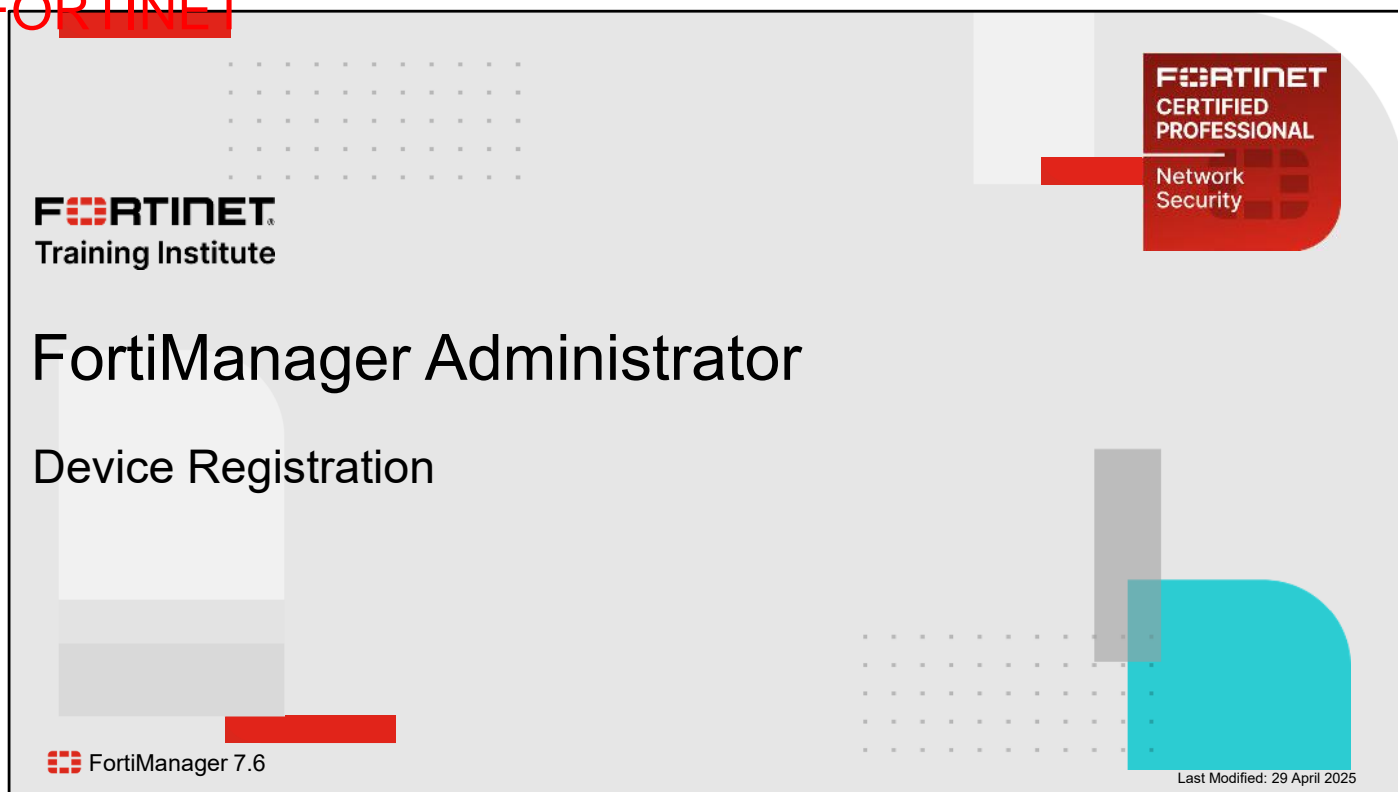 FORTINET
FORTINET
CERTIFIED
PROFESSIONAL
Network
Security
FORTINET®
Training Institute
FortiManager Administrator
Device Registration
FortiManager 7.6
Last Modified: 29 April 2025